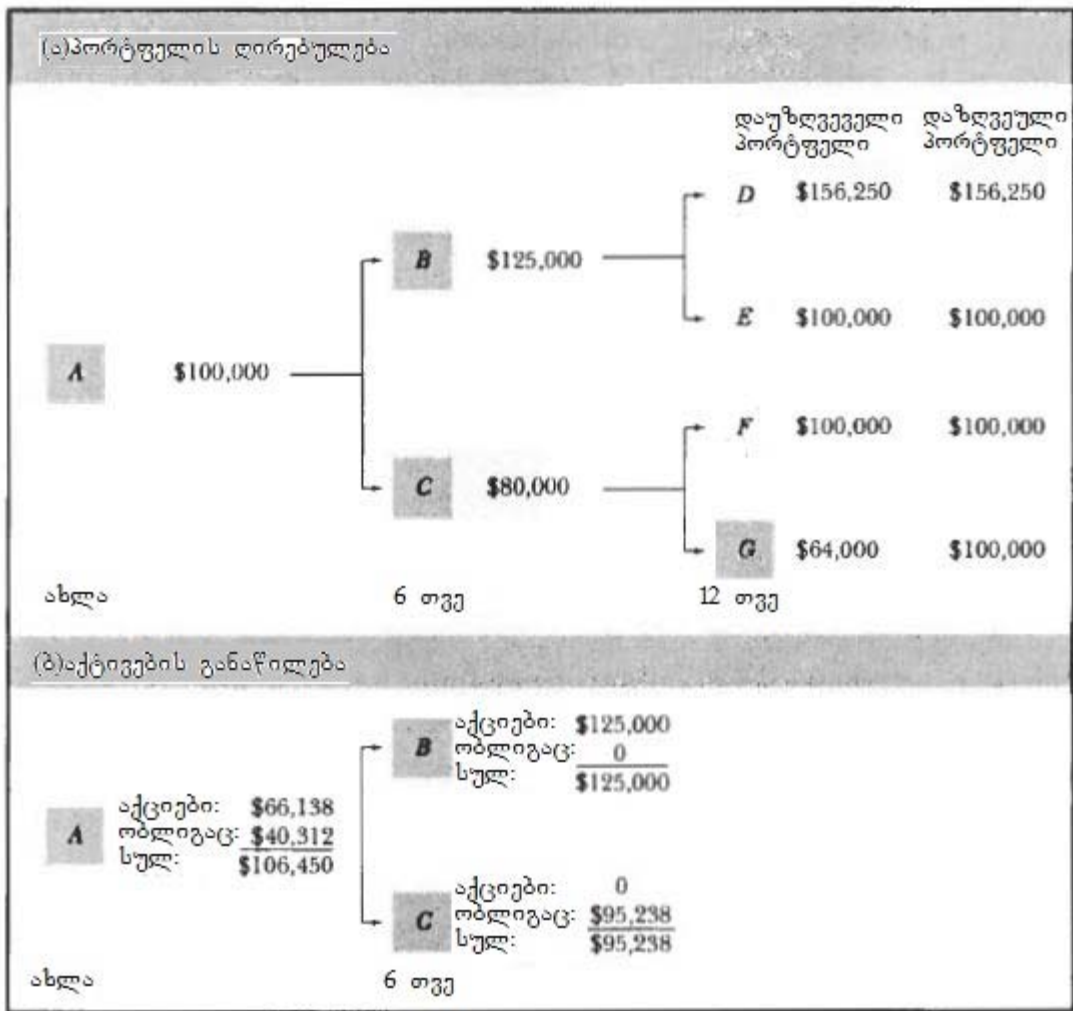 (ა)პორტფელის ღირებულება
დაუზღვეველი დაზღვეული
პორტფელი პორტფელი
D $156,250 $156,250
B $125,000
E $100,000 $100,000
A $100,000
F $100,000 $100,000
C $80,000
G $64,000 $100,000
ახლა 6 თვე 12 თვე
(ბ)აქტივების განაწილება
B აქციები: $125,000
ობლიგაც: 0
სულ: $125,000
A აქციები: $66,138
ობლიგაც: $40,312
სულ: $106,450
C აქციები: 0
ობლიგაც: $95,238
სულ: $95,238
ახლა 6 თვე